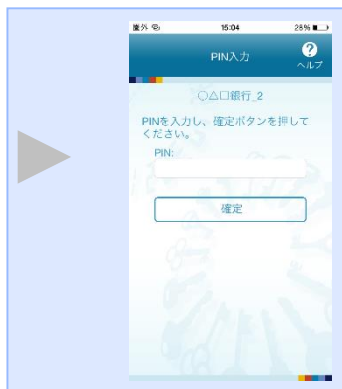 圏外
15:04
28%
PIN入力
?
ヘルプ
○△□銀行_2
PINを入力し、確定ボタンを押して
ください。
PIN:
確定